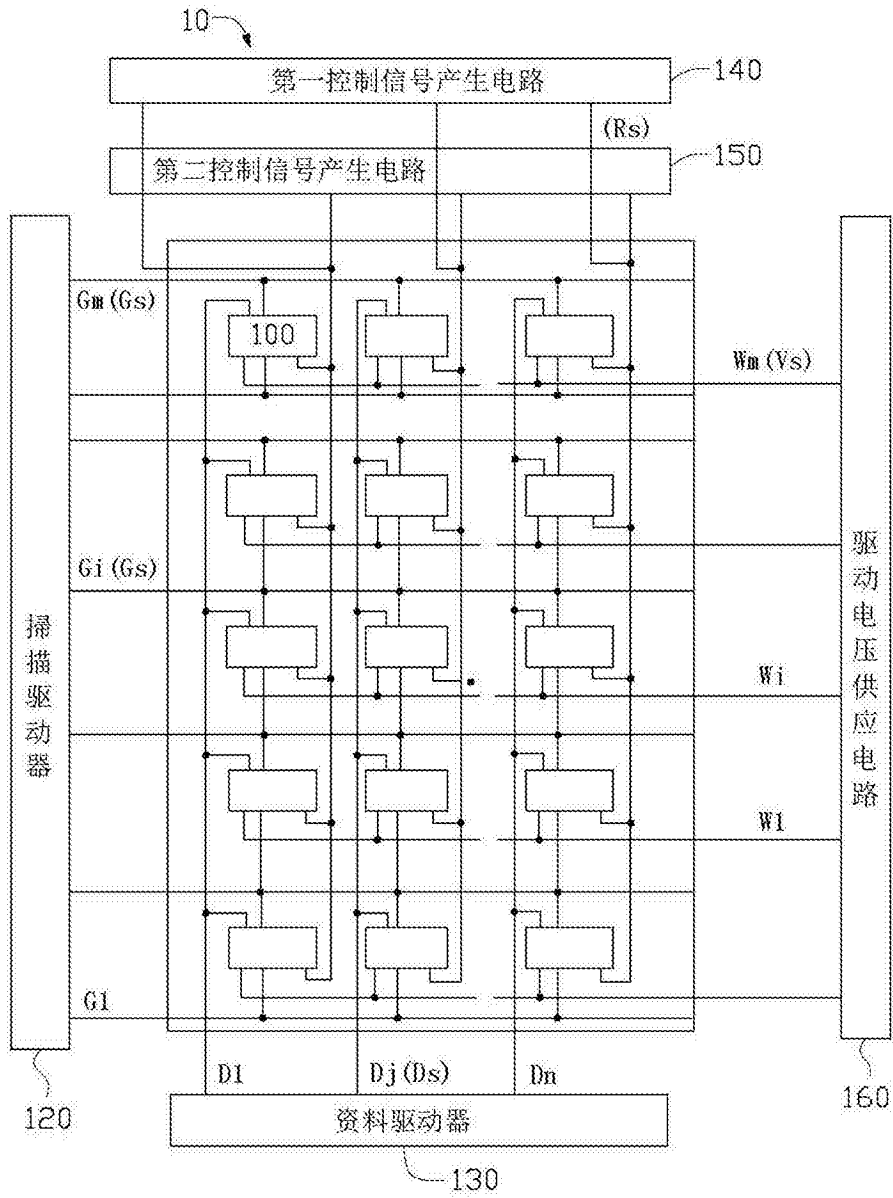 10
第一控制信号产生电路
140
(Rs)
第二控制信号产生电路
150
Gm(Gs)
100
Wm(Vs)
Gi(Gs)
扫描驱动器
驱动电压供应电路
Wi
W1
G1
D1
Dj(Ds)
Dn
120
160
资料驱动器
130